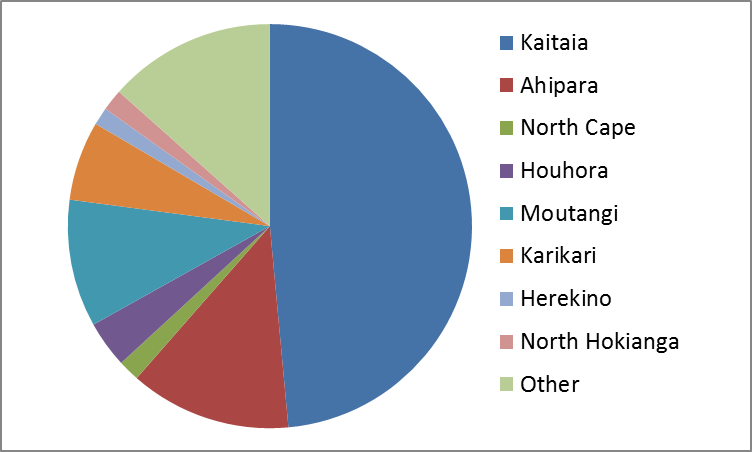 Kaitaia
Ahipara
North Cape
Houhora
Moutangi
Karikari
Herekino
North Hokianga
Other